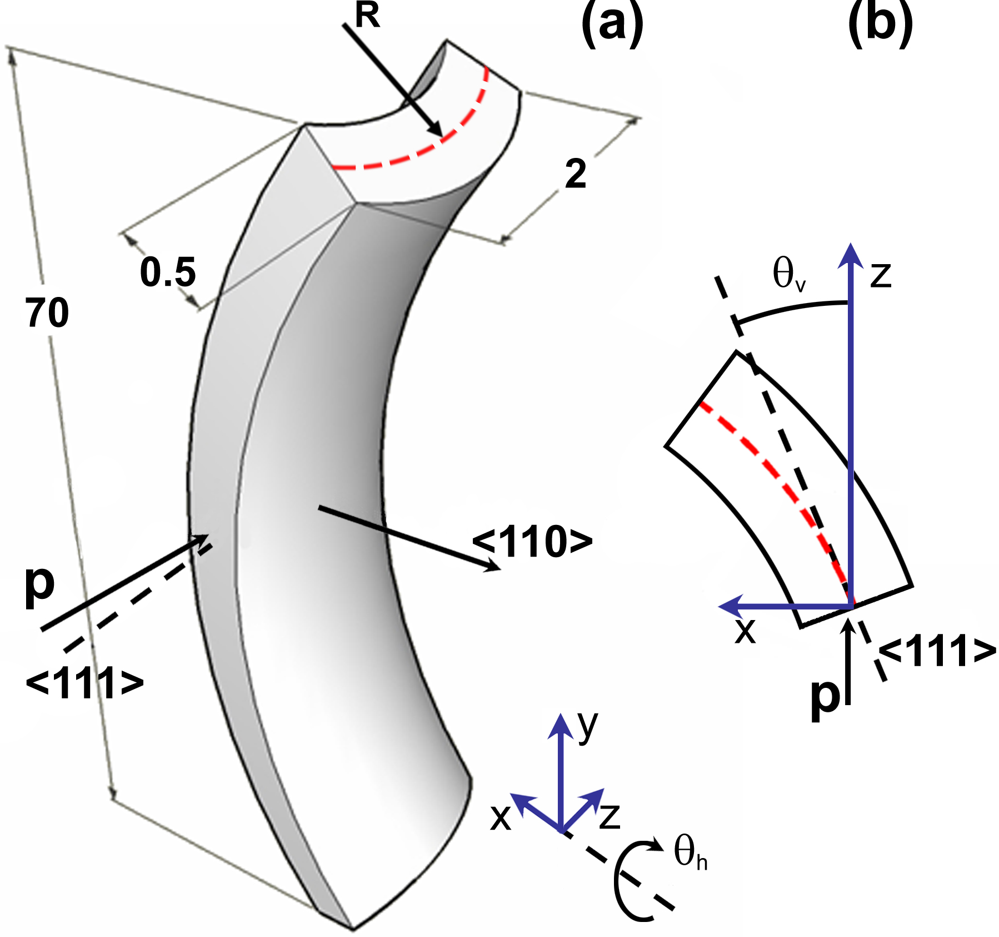 R
(a)
(b)
2
0.5
70
θv
z
<110>
p
<111>
x
<111>
p
y
x
z
θh